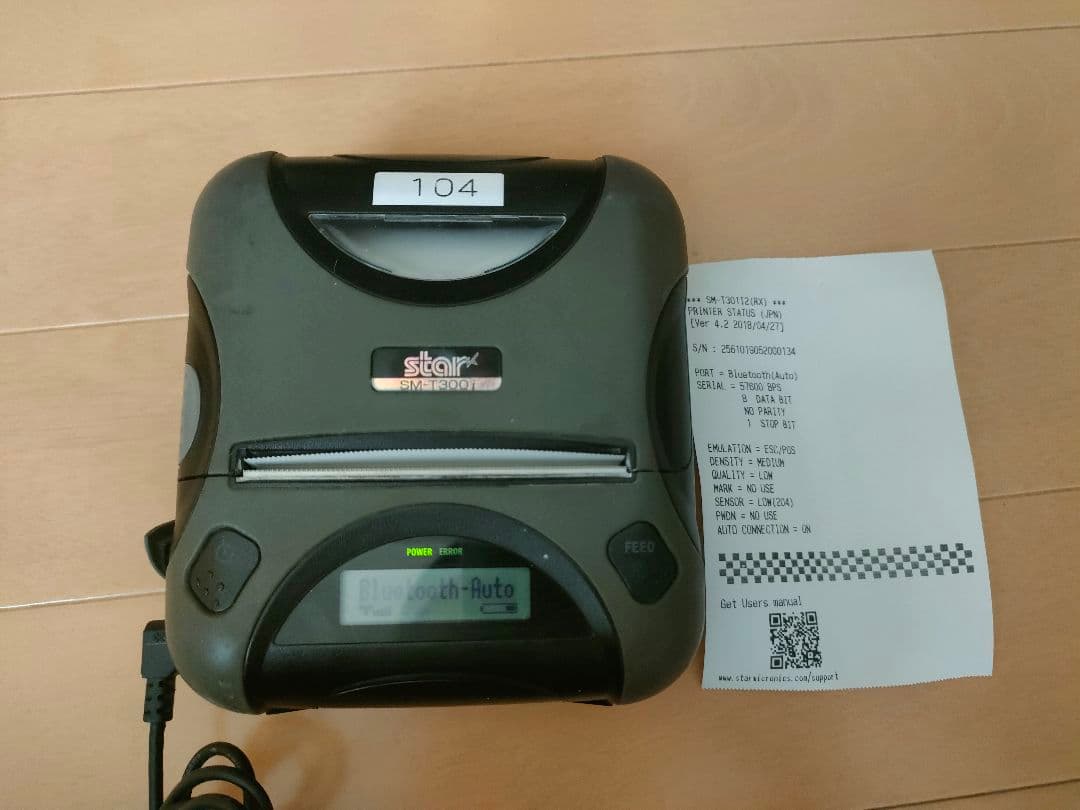 104
star
SM-T300i
POWER ERROR
FEED
Bluetooth-Auto
*** SM-T301I2(RX) ***
PRINTER STATUS (JPN)
[Ver 4.2 2018/04/27]
S/N : 2561019052000134
PORT = Bluetooth(Auto)
SERIAL = 57600 BPS
8 DATA BIT
NO PARITY
1 STOP BIT
EMULATION = ESC/POS
DENSITY = MEDIUM
QUALITY = LOW
MARK = NO USE
SENSOR = LOW(204)
PWDN = NO USE
AUTO CONNECTION = ON
Get Users manual
www.starmicronics.com/support